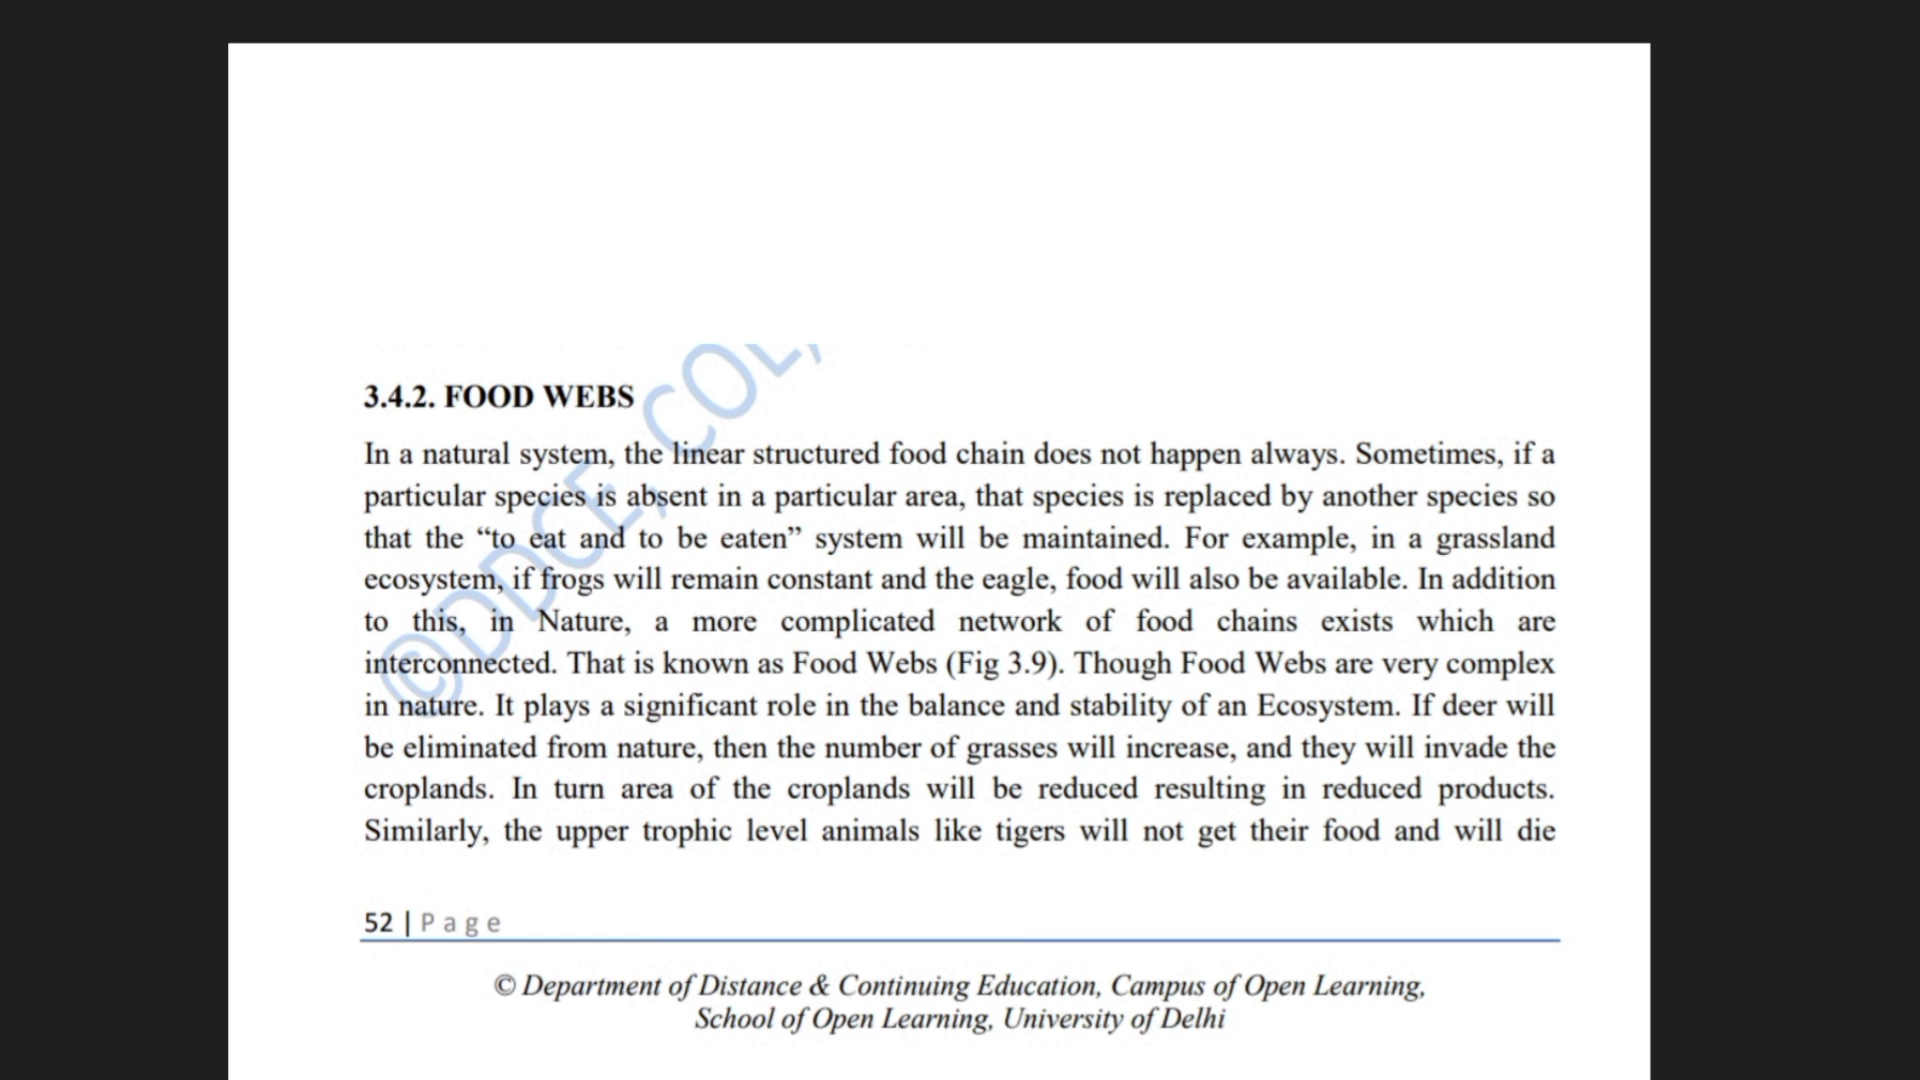 ©DDCE, COL,
3.4.2. FOOD WEBS
In a natural system, the linear structured food chain does not happen always. Sometimes, if a
particular species is absent in a particular area, that species is replaced by another species so
that the “to eat and to be eaten” system will be maintained. For example, in a grassland
ecosystem, if frogs will remain constant and the eagle, food will also be available. In addition
to this, in Nature, a more complicated network of food chains exists which are
interconnected. That is known as Food Webs (Fig 3.9). Though Food Webs are very complex
in nature. It plays a significant role in the balance and stability of an Ecosystem. If deer will
be eliminated from nature, then the number of grasses will increase, and they will invade the
croplands. In turn area of the croplands will be reduced resulting in reduced products.
Similarly, the upper trophic level animals like tigers will not get their food and will die
52 | Page
© Department of Distance & Continuing Education, Campus of Open Learning,
School of Open Learning, University of Delhi